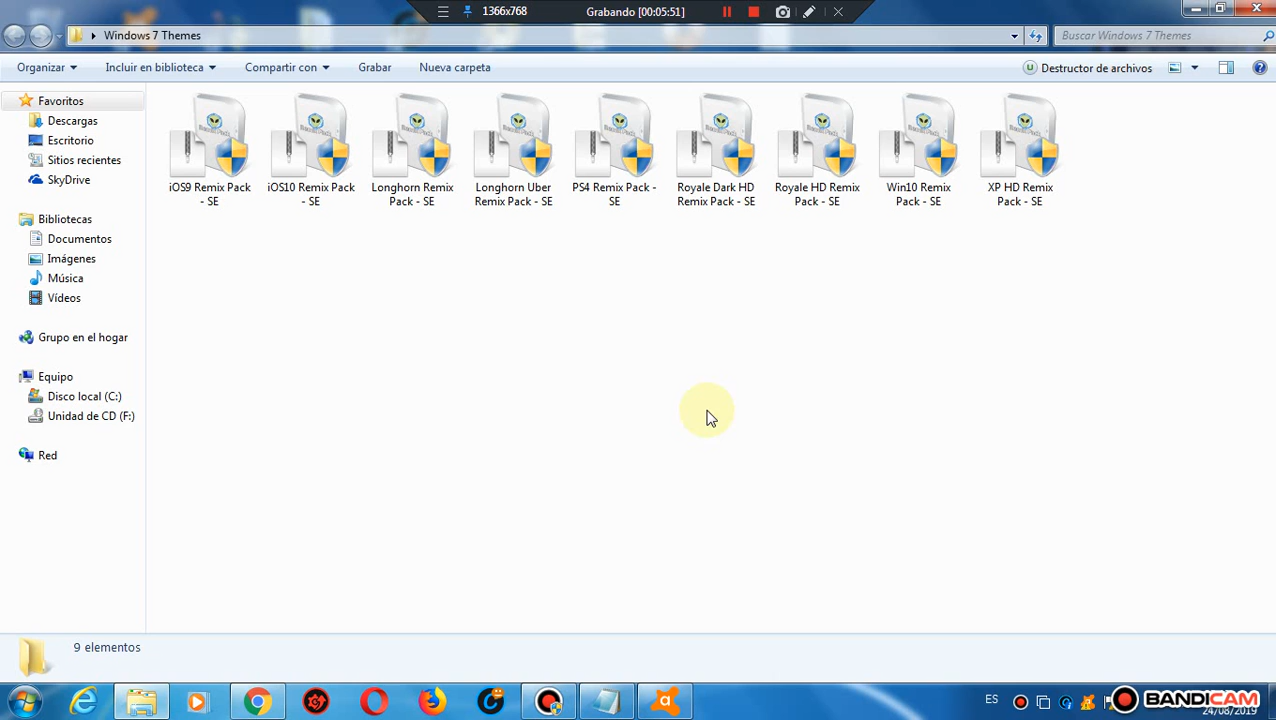 1366x768
Grabando [00:05:51]
Windows 7 Themes
Buscar Windows 7 Themes
Organizar
Incluir en biblioteca
Compartir con
Grabar
Nueva carpeta
Destructor de archivos
Favoritos
Descargas
Escritorio
Sitios recientes
SkyDrive
Bibliotecas
Documentos
Imágenes
Música
Vídeos
Grupo en el hogar
Equipo
Disco local (C:)
Unidad de CD (F:)
Red
iOS9 Remix Pack
- SE
iOS10 Remix Pack
- SE
Longhorn Remix
Pack - SE
Longhorn Uber
Remix Pack - SE
PS4 Remix Pack -
SE
Royale Dark HD
Remix Pack - SE
Royale HD Remix
Pack - SE
Win10 Remix
Pack - SE
XP HD Remix
Pack - SE
9 elementos
ES
BANDICAM
24/08/2019